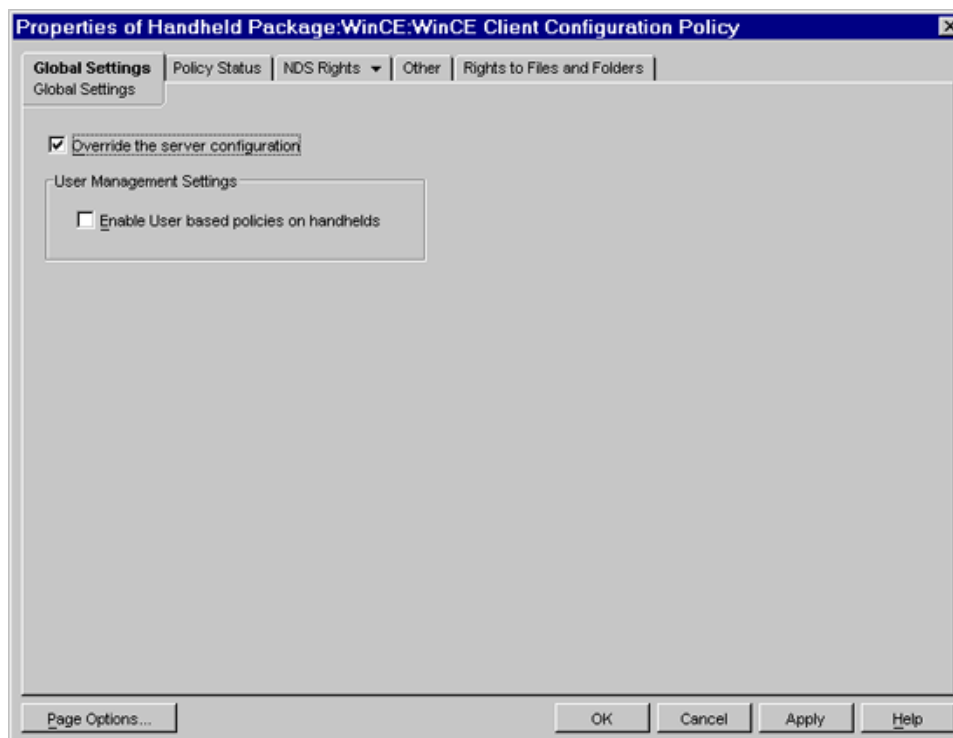 Properties of Handheld Package:WinCE:WinCE Client Configuration Policy
Global Settings Policy Status NDS Rights Other Rights to Files and Folders
Global Settings
Override the server configuration
User Management Settings
Enable User based policies on handhelds
Page Options... OK Cancel Apply Help